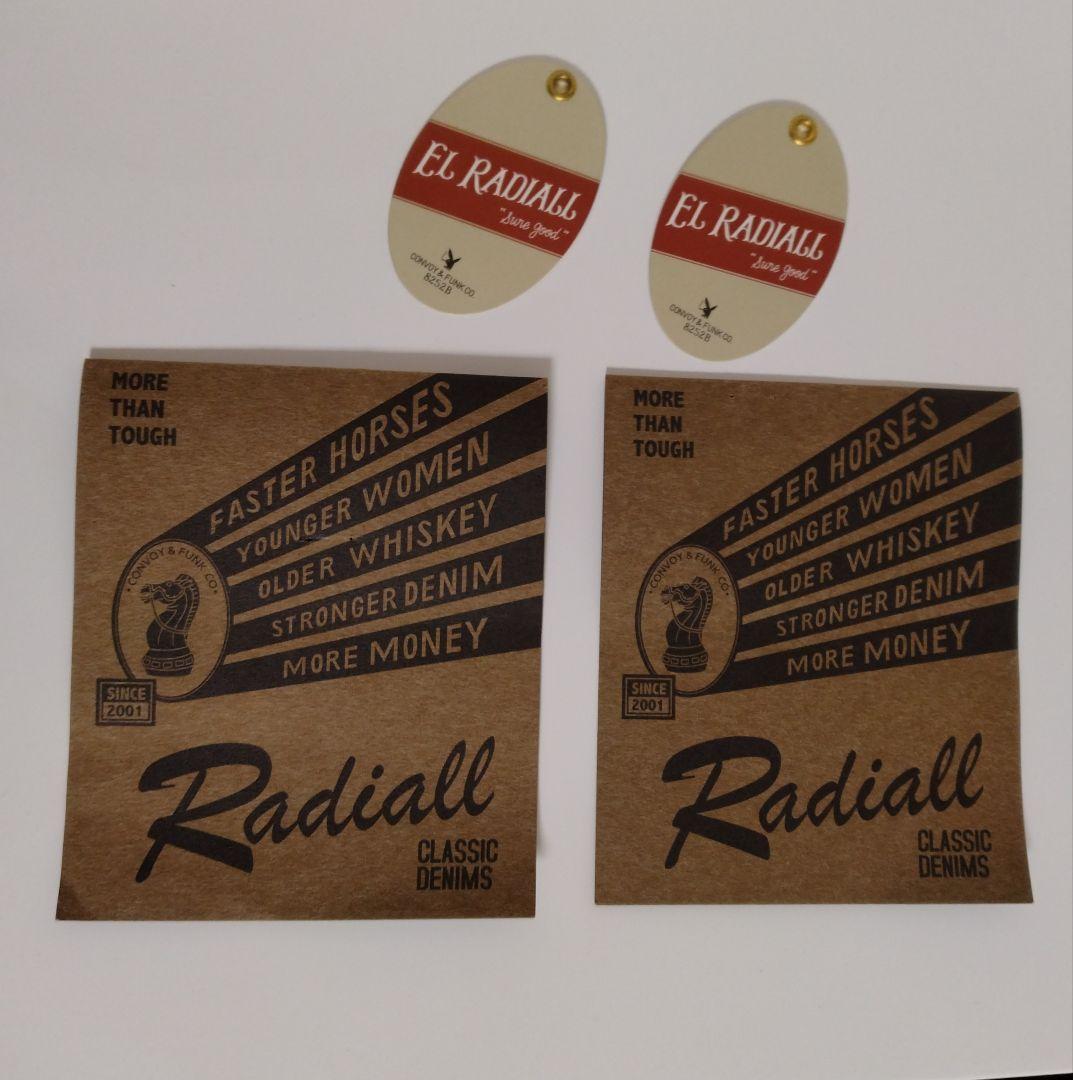 EL RADIALL
"Sure good"
CONVOY & FUNK CO.
8252B
EL RADIALL
"Sure good"
CONVOY & FUNK CO.
8252B
MORE
THAN
TOUGH
FASTER HORSES
YOUNGER WOMEN
OLDER WHISKEY
STRONGER DENIM
MORE MONEY
• CONVOY & FUNK CO •
SINCE
2001
Radiall
CLASSIC
DENIMS
MORE
THAN
TOUGH
FASTER HORSES
YOUNGER WOMEN
OLDER WHISKEY
STRONGER DENIM
MORE MONEY
• CONVOY & FUNK CO •
SINCE
2001
Radiall
CLASSIC
DENIMS